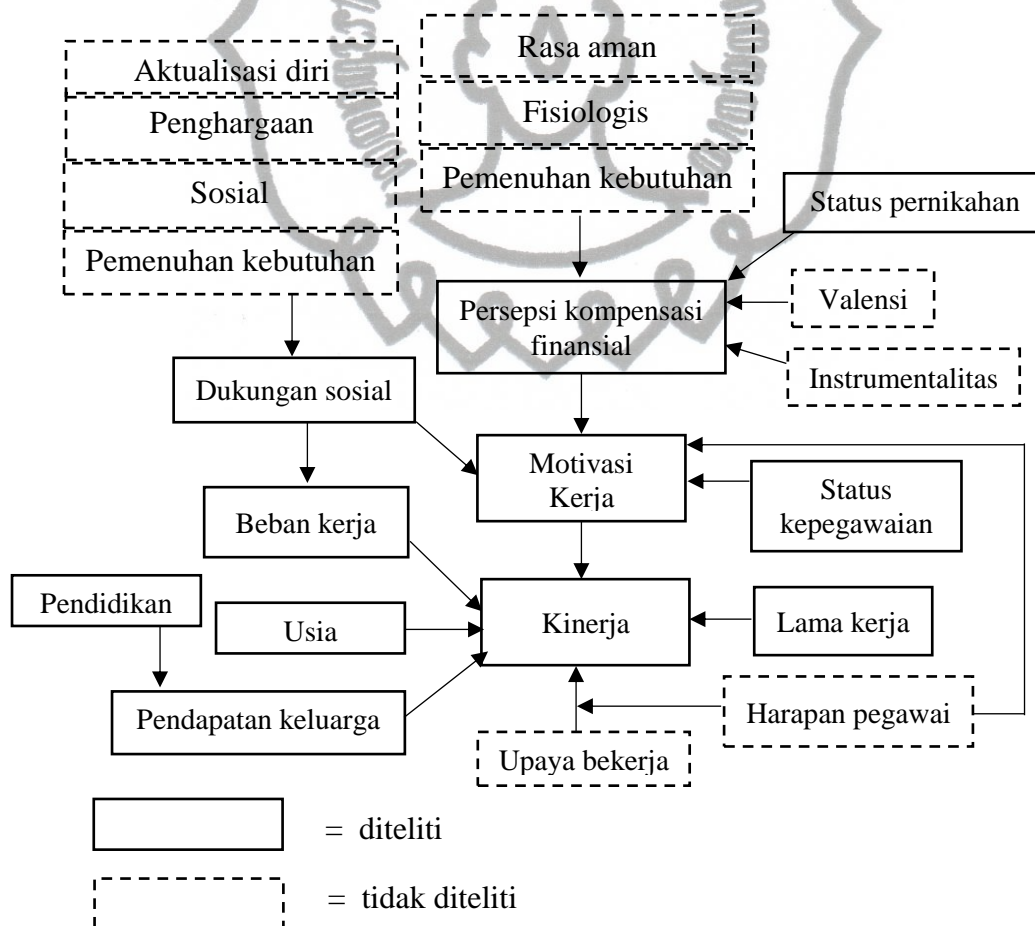 Rasa aman
Aktualisasi diri
Fisiologis
Penghargaan
Pemenuhan kebutuhan
Sosial
Status pernikahan
Pemenuhan kebutuhan
Persepsi kompensasi
finansial
Valensi
Instrumentalitas
Dukungan sosial
Motivasi
Kerja
Status
kepegawaian
Beban kerja
Pendidikan
Usia
Kinerja
Lama kerja
Pendapatan keluarga
Harapan pegawai
Upaya bekerja
= diteliti
= tidak diteliti